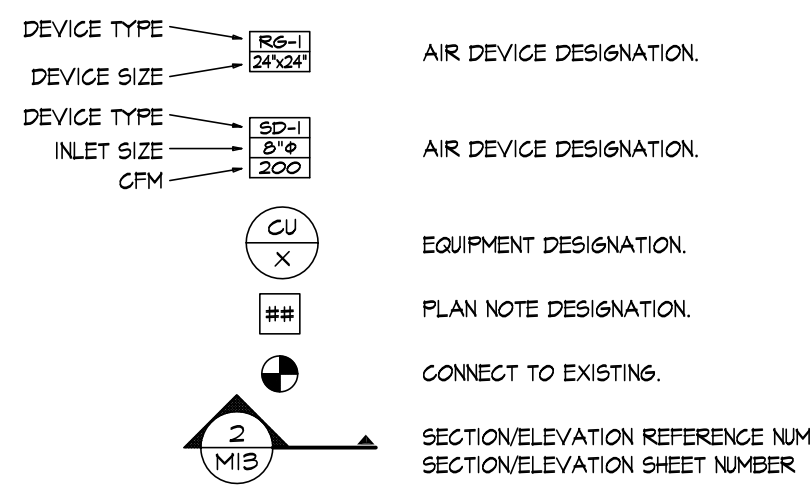 DEVICE TYPE
RG-1
24"x24"
DEVICE SIZE
AIR DEVICE DESIGNATION.
DEVICE TYPE
SD-1
INLET SIZE
8"Φ
CFM
200
AIR DEVICE DESIGNATION.
CU
X
EQUIPMENT DESIGNATION.
##
PLAN NOTE DESIGNATION.
CONNECT TO EXISTING.
2
M13
SECTION/ELEVATION REFERENCE NUM
SECTION/ELEVATION SHEET NUMBER